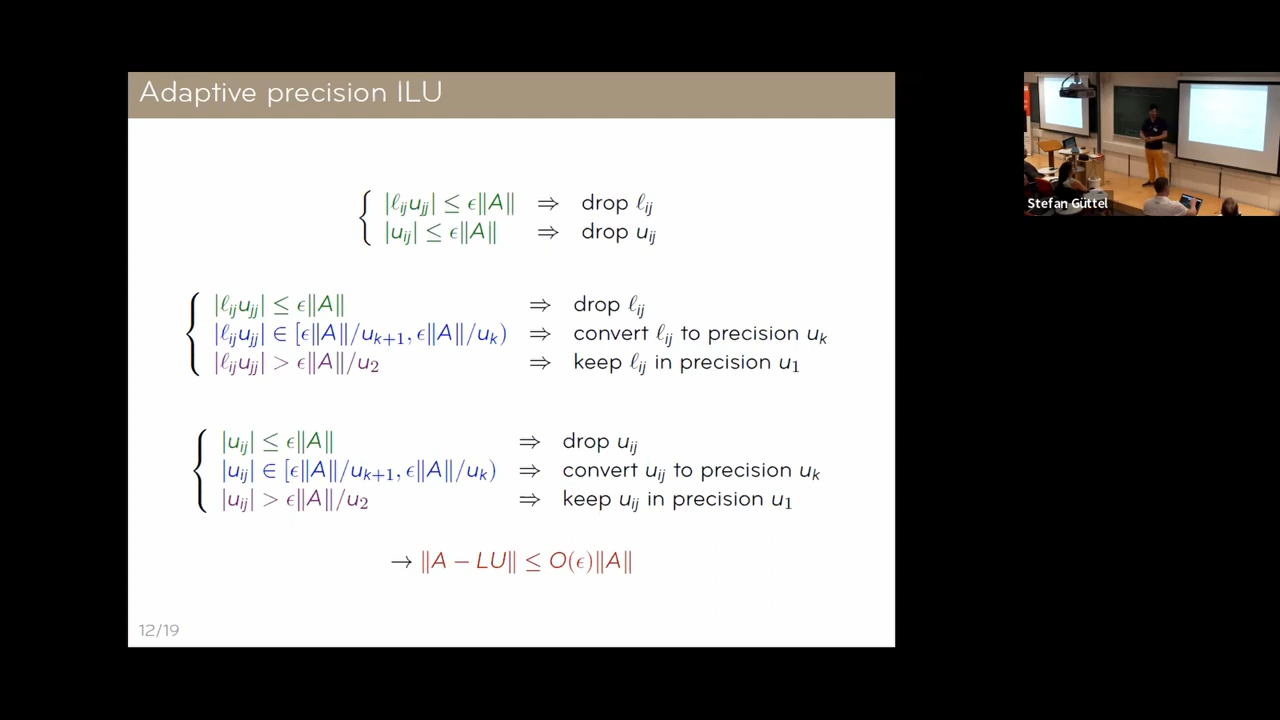 Adaptive precision ILU
|ℓ_ij u_jj| ≤ ϵ‖A‖ ⇒ drop ℓ_ij
|u_ij| ≤ ϵ‖A‖ ⇒ drop u_ij
|ℓ_ij u_jj| ≤ ϵ‖A‖ ⇒ drop ℓ_ij
|ℓ_ij u_jj| ∈ [ϵ‖A‖/u_{k+1}, ϵ‖A‖/u_k) ⇒ convert ℓ_ij to precision u_k
|ℓ_ij u_jj| > ϵ‖A‖/u_2 ⇒ keep ℓ_ij in precision u_1
|u_ij| ≤ ϵ‖A‖ ⇒ drop u_ij
|u_ij| ∈ [ϵ‖A‖/u_{k+1}, ϵ‖A‖/u_k) ⇒ convert u_ij to precision u_k
|u_ij| > ϵ‖A‖/u_2 ⇒ keep u_ij in precision u_1
→ ‖A − LU‖ ≤ O(ϵ)‖A‖
12/19
Stefan Güttel